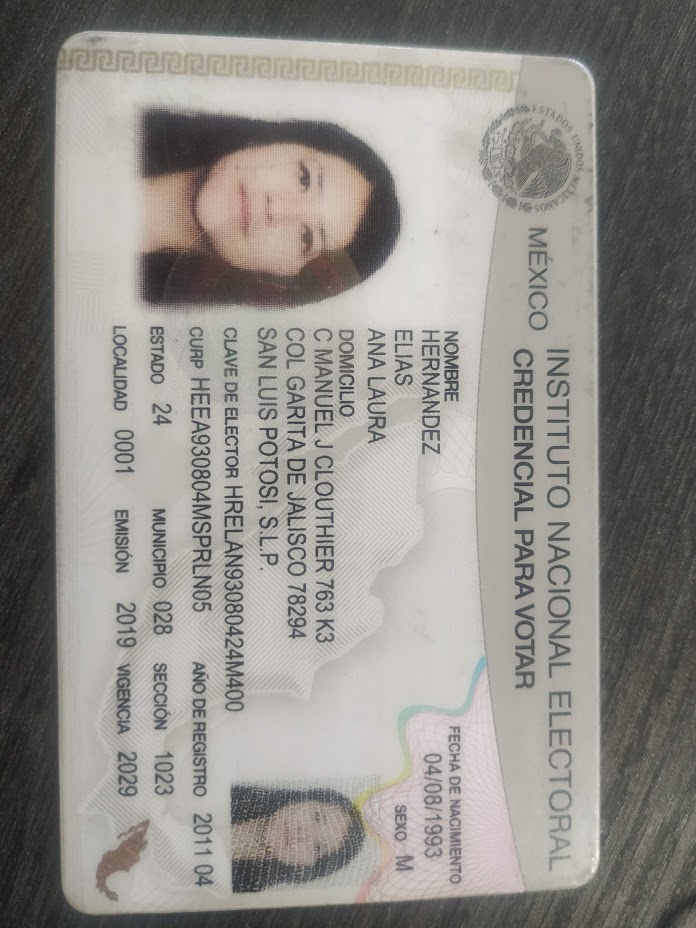 ESTADOS UNIDOS MEXICANOS
MÉXICO INSTITUTO NACIONAL ELECTORAL
CREDENCIAL PARA VOTAR
NOMBRE
HERNANDEZ
ELIAS
ANA LAURA
FECHA DE NACIMIENTO
04/08/1993
SEXO M
DOMICILIO
C MANUEL J CLOUTHIER 763 K3
COL GARITA DE JALISCO 78294
SAN LUIS POTOSI, S.L.P.
CLAVE DE ELECTOR HRELAN93080424M400
CURP HEEA930804MSPRLN05 AÑO DE REGISTRO 2011 04
ESTADO 24 MUNICIPIO 028 SECCIÓN 1023
LOCALIDAD 0001 EMISIÓN 2019 VIGENCIA 2029